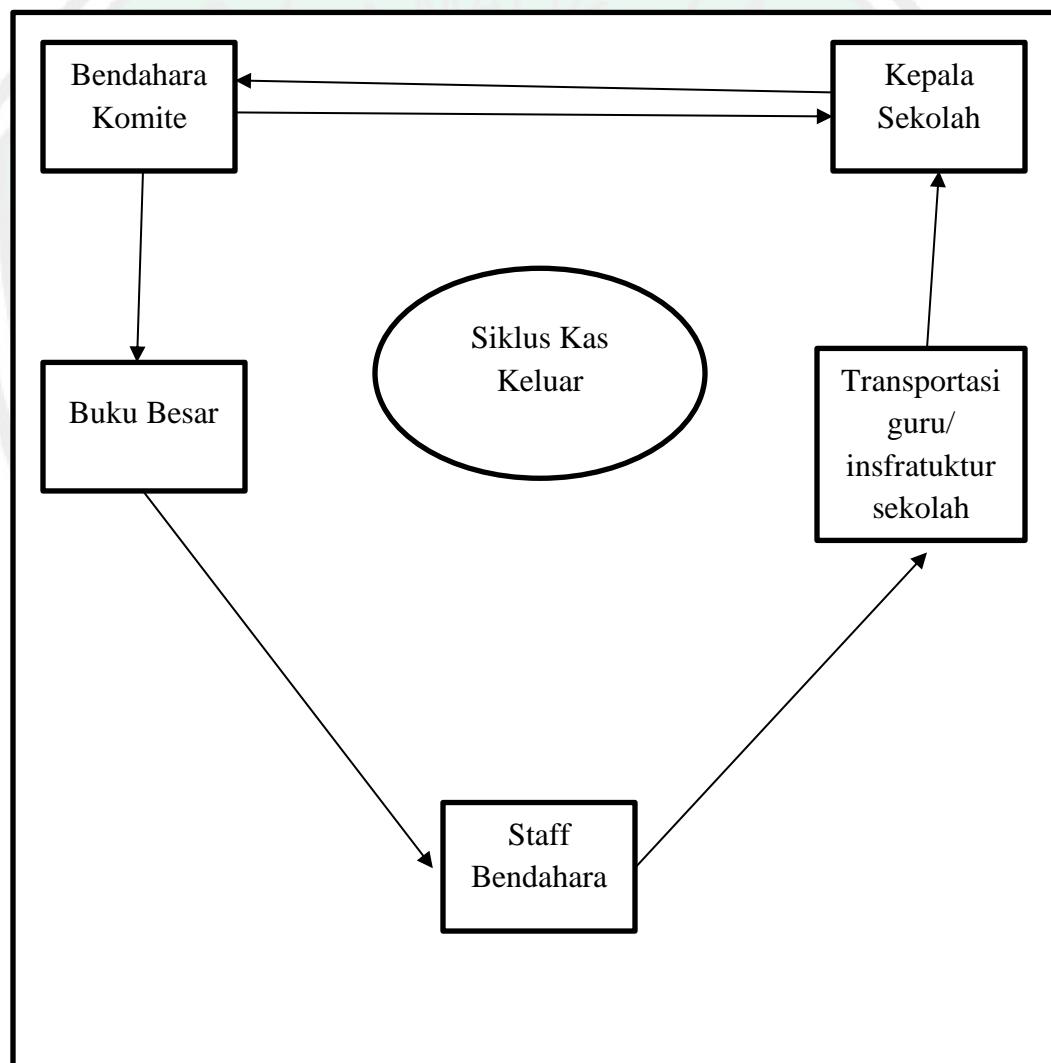 Bendahara
Komite
Kepala
Sekolah
Siklus Kas
Keluar
Buku Besar
Transportasi
guru/
insfratuktur
sekolah
Staff
Bendahara